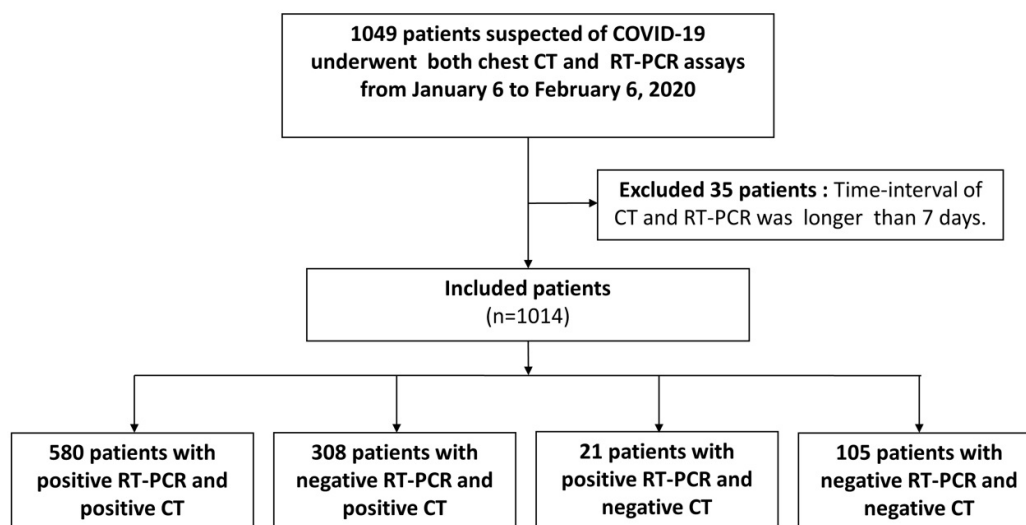 1049 patients suspected of COVID-19
underwent both chest CT and RT-PCR assays
from January 6 to February 6, 2020
Excluded 35 patients : Time-interval of
CT and RT-PCR was longer than 7 days.
Included patients
(n=1014)
580 patients with
positive RT-PCR and
positive CT
308 patients with
negative RT-PCR and
positive CT
21 patients with
positive RT-PCR and
negative CT
105 patients with
negative RT-PCR and
negative CT